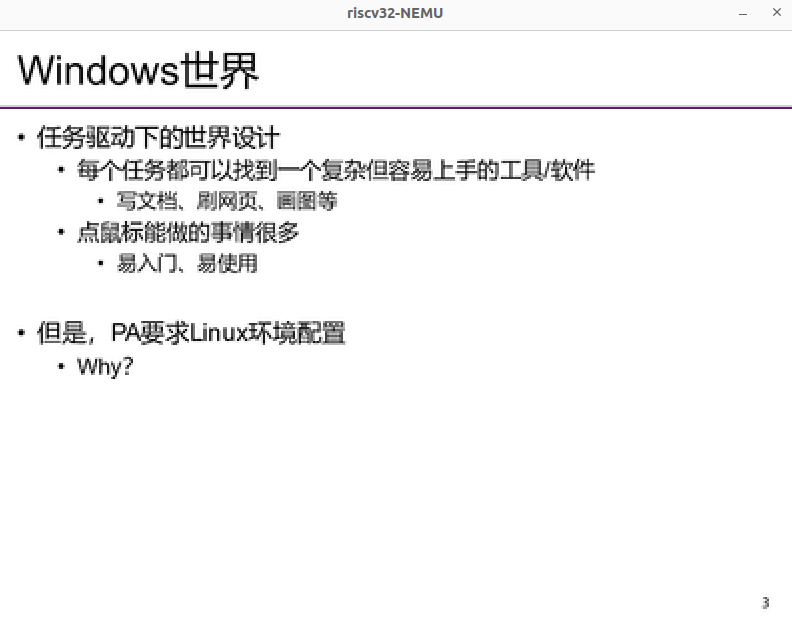 riscv32-NEMU
Windows世界
• 任务驱动下的世界设计
• 每个任务都可以找到一个复杂但容易上手的工具/软件
• 写文档、刷网页、画图等
• 点鼠标能做的事情很多
• 易入门、易使用
• 但是，PA要求Linux环境配置
• Why?
3